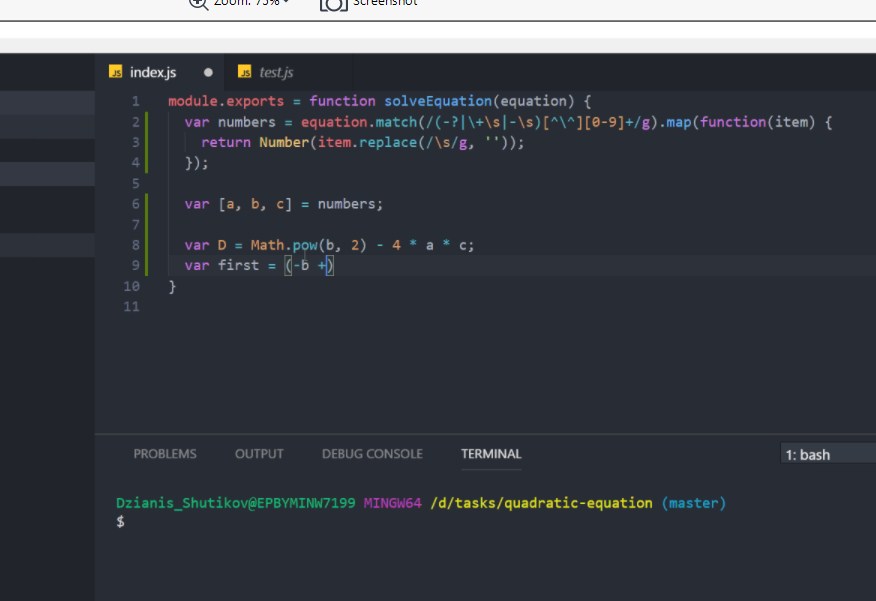 Zoom: 75%
Screenshot
JS index.js
JS test.js
1 module.exports = function solveEquation(equation) {
2 var numbers = equation.match(/(-?|\+\s|-\s)[^\^][0-9]+/g).map(function(item) {
3 return Number(item.replace(/\s/g, ''));
4 });
5
6 var [a, b, c] = numbers;
7
8 var D = Math.pow(b, 2) - 4 * a * c;
9 var first = (-b +)
10 }
11
PROBLEMS OUTPUT DEBUG CONSOLE TERMINAL 1: bash
Dzianis_Shutikov@EPBYMINW7199 MINGW64 /d/tasks/quadratic-equation (master)
$